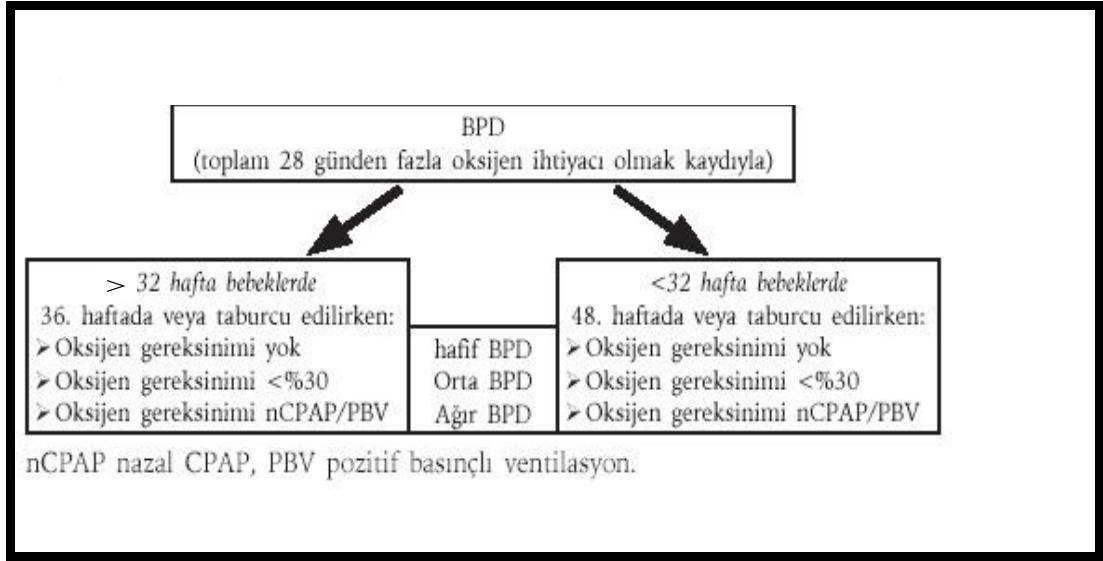 BPD
(toplam 28 günden fazla oksijen ihtiyacı olmak kaydıyla)
> 32 hafta bebeklerde
36. haftada veya taburcu edilirken:
➢Oksijen gereksinimi yok
➢Oksijen gereksinimi <%30
➢Oksijen gereksinimi nCPAP/PBV
hafif BPD
Orta BPD
Ağır BPD
<32 hafta bebeklerde
48. haftada veya taburcu edilirken:
➢Oksijen gereksinimi yok
➢Oksijen gereksinimi <%30
➢Oksijen gereksinimi nCPAP/PBV
nCPAP nazal CPAP, PBV pozitif basınçlı ventilasyon.